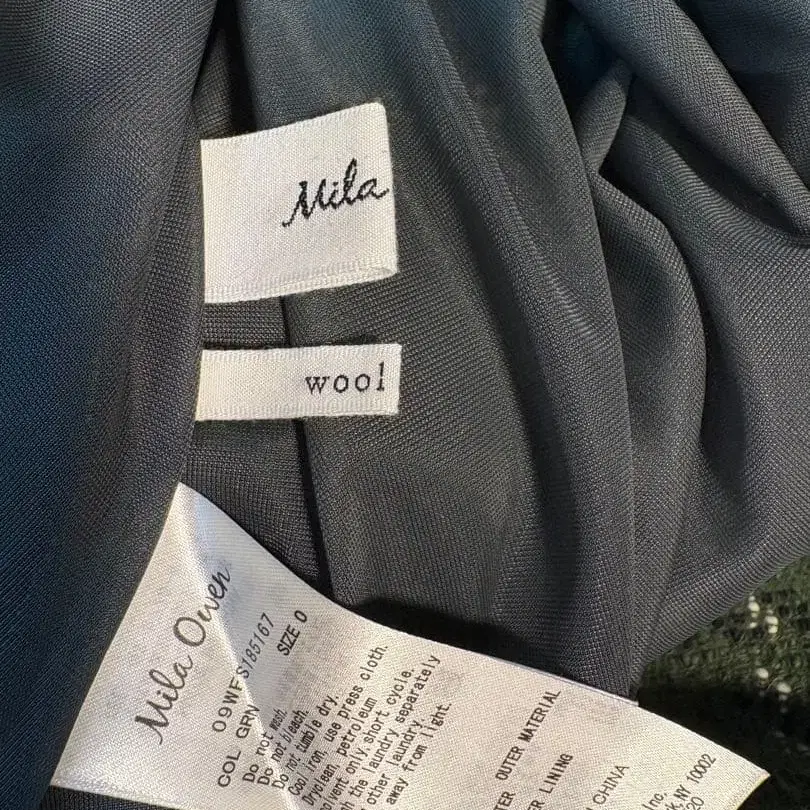 Mila
wool
Mila Owen
09WFS185167
COL GRN SIZE 0
Do not wash.
Do not bleach.
Do not tumble dry.
Cool iron, use press cloth.
Dryclean, petroleum
solvent only, short cycle.
the laundry separately
other laundry.
away from light.
OUTER MATERIAL
LINING
CHINA
NY 10002